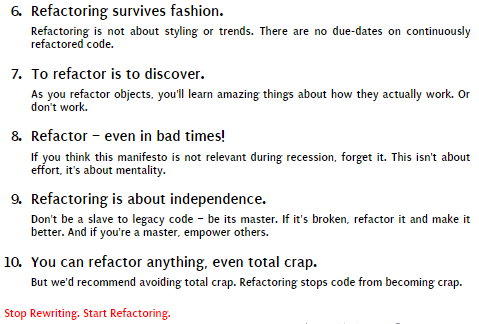 6. Refactoring survives fashion.
Refactoring is not about styling or trends. There are no due-dates on continuously
refactored code.
7. To refactor is to discover.
As you refactor objects, you'll learn amazing things about how they actually work. Or
don't work.
8. Refactor – even in bad times!
If you think this manifesto is not relevant during recession, forget it. This isn't about
effort, it's about mentality.
9. Refactoring is about independence.
Don't be a slave to legacy code – be its master. If it's broken, refactor it and make it
better. And if you're a master, empower others.
10. You can refactor anything, even total crap.
But we'd recommend avoiding total crap. Refactoring stops code from becoming crap.
Stop Rewriting. Start Refactoring.